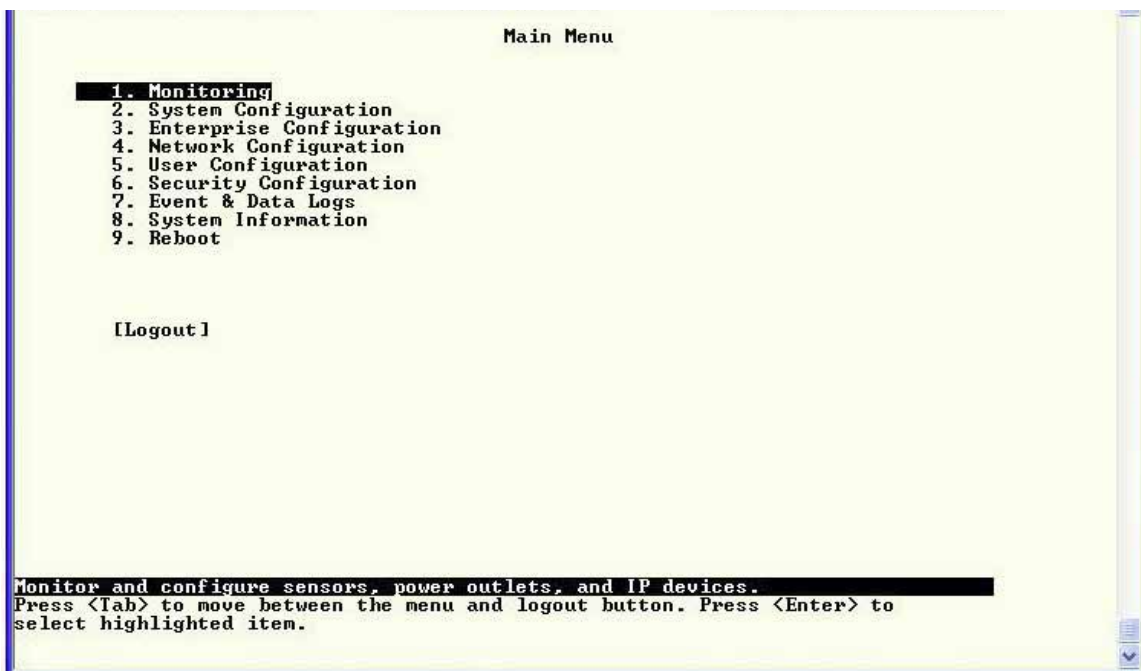 Main Menu
1. Monitoring
2. System Configuration
3. Enterprise Configuration
4. Network Configuration
5. User Configuration
6. Security Configuration
7. Event & Data Logs
8. System Information
9. Reboot
[Logout]
Monitor and configure sensors, power outlets, and IP devices.
Press <Tab> to move between the menu and logout button. Press <Enter> to
select highlighted item.